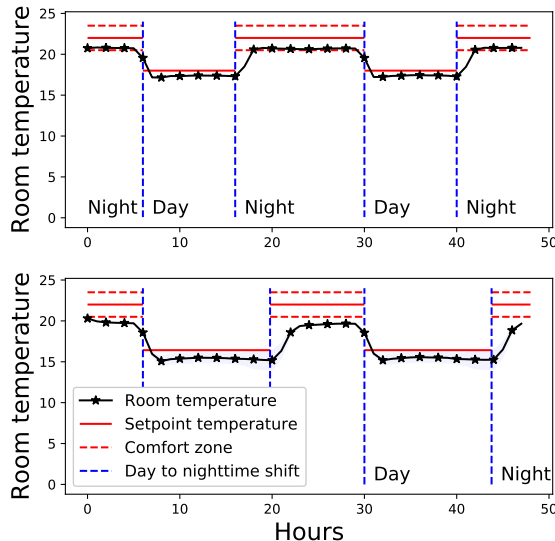 25
20
15
10
5
0
Room temperature
Night Day Night Day Night
0 10 20 30 40 50
25
20
15
10
5
0
Room temperature
Room temperature
Setpoint temperature
Comfort zone
Day to nighttime shift
Day Night
0 10 20 30 40 50
Hours